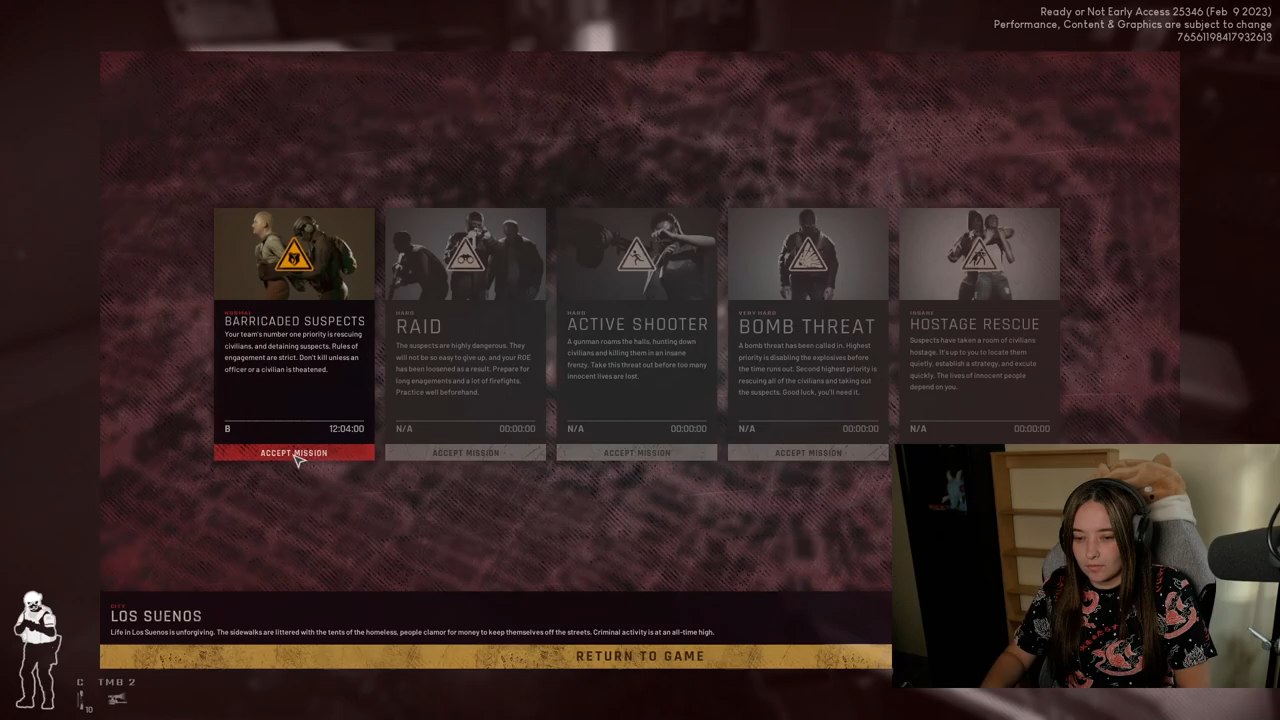 Ready or Not Early Access 25346 (Feb 9 2023)
Performance, Content & Graphics are subject to change
76561198417932613
NORMAL
BARRICADED SUSPECTS
Your team's number one priority is rescuing
civilians, and detaining suspects. Rules of
engagement are strict. Don't kill unless an
officer or a civilian is theatened.
B 12:04:00
ACCEPT MISSION
HARD
RAID
The suspects are highly dangerous. They
will not be so easy to give up, and your ROE
has been loosened as a result. Prepare for
long enagements and a lot of firefights.
Practice well beforehand.
N/A 00:00:00
ACCEPT MISSION
HARD
ACTIVE SHOOTER
A gunman roams the halls, hunting down
civilians and killing them in an insane
frenzy. Take this threat out before too many
innocent lives are lost.
N/A 00:00:00
ACCEPT MISSION
VERY HARD
BOMB THREAT
A bomb threat has been called in. Highest
priority is disabling the explosives before
the time runs out. Second highest priority is
rescuing all of the civilians and taking out
the suspects. Good luck, you'll need it.
N/A 00:00:00
ACCEPT MISSION
INSANE
HOSTAGE RESCUE
Suspects have taken a room of civilians
hostage. It's up to you to locate them
quietly, establish a strategy, and excute
quickly. The lives of innocent people
depend on you.
N/A 00:00:00
CITY
LOS SUENOS
Life in Los Suenos is unforgiving. The sidewalks are littered with the tents of the homeless, people clamor for money to keep themselves off the streets. Criminal activity is at an all-time high.
RETURN TO GAME
C TMB 2
10